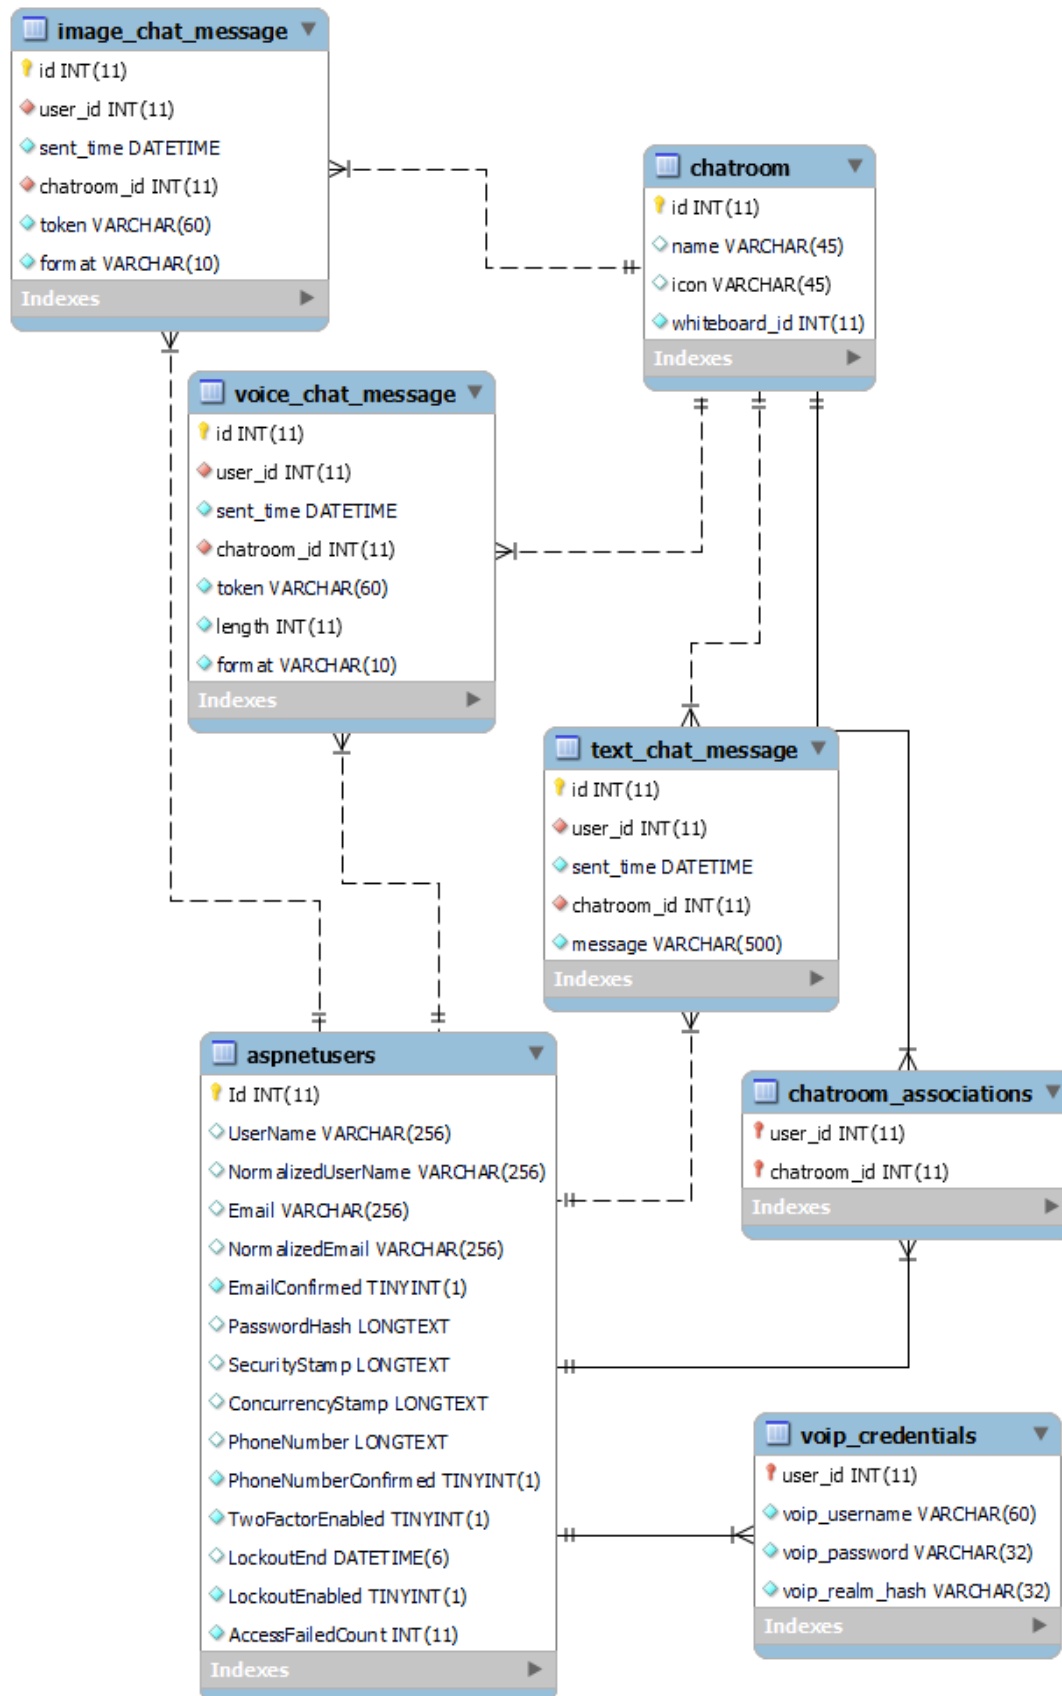 image_chat_message
id INT(11)
user_id INT(11)
sent_time DATETIME
chatroom_id INT(11)
token VARCHAR(60)
format VARCHAR(10)
Indexes
chatroom
id INT(11)
name VARCHAR(45)
icon VARCHAR(45)
whiteboard_id INT(11)
Indexes
voice_chat_message
id INT(11)
user_id INT(11)
sent_time DATETIME
chatroom_id INT(11)
token VARCHAR(60)
length INT(11)
format VARCHAR(10)
Indexes
text_chat_message
id INT(11)
user_id INT(11)
sent_time DATETIME
chatroom_id INT(11)
message VARCHAR(500)
Indexes
aspnetusers
Id INT(11)
UserName VARCHAR(256)
NormalizedUserName VARCHAR(256)
Email VARCHAR(256)
NormalizedEmail VARCHAR(256)
EmailConfirmed TINYINT(1)
PasswordHash LONGTEXT
SecurityStamp LONGTEXT
ConcurrencyStamp LONGTEXT
PhoneNumber LONGTEXT
PhoneNumberConfirmed TINYINT(1)
TwoFactorEnabled TINYINT(1)
LockoutEnd DATETIME(6)
LockoutEnabled TINYINT(1)
AccessFailedCount INT(11)
Indexes
chatroom_associations
user_id INT(11)
chatroom_id INT(11)
Indexes
voip_credentials
user_id INT(11)
voip_username VARCHAR(60)
voip_password VARCHAR(32)
voip_realm_hash VARCHAR(32)
Indexes